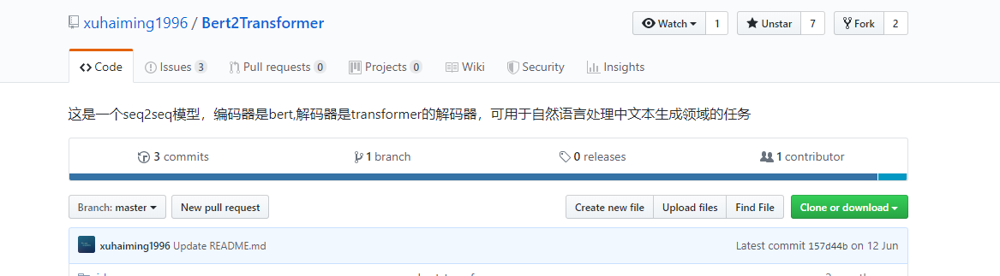 xuhaiming1996 / Bert2Transformer
Watch 1 Unstar 7 Fork 2
Code Issues 3 Pull requests 0 Projects 0 Wiki Security Insights
这是一个seq2seq模型，编码器是bert,解码器是transformer的解码器，可用于自然语言处理中文本生成领域的任务
3 commits 1 branch 0 releases 1 contributor
Branch: master New pull request Create new file Upload files Find File Clone or download
xuhaiming1996 Update README.md Latest commit 157d44b on 12 Jun